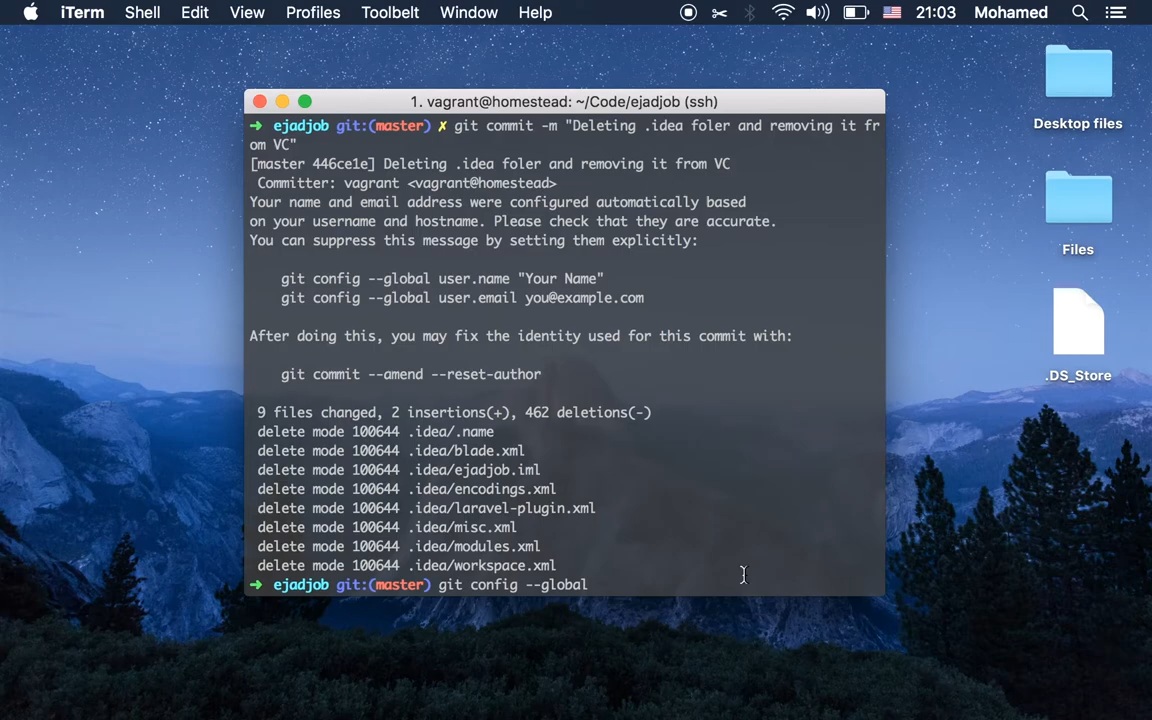 iTerm Shell Edit View Profiles Toolbelt Window Help 21:03 Mohamed
1. vagrant@homestead: ~/Code/ejadjob (ssh)
➜ ejadjob git:(master) ✗ git commit -m "Deleting .idea foler and removing it fr
om VC"
[master 446ce1e] Deleting .idea foler and removing it from VC
Committer: vagrant <vagrant@homestead>
Your name and email address were configured automatically based
on your username and hostname. Please check that they are accurate.
You can suppress this message by setting them explicitly:
git config --global user.name "Your Name"
git config --global user.email you@example.com
After doing this, you may fix the identity used for this commit with:
git commit --amend --reset-author
9 files changed, 2 insertions(+), 462 deletions(-)
delete mode 100644 .idea/.name
delete mode 100644 .idea/blade.xml
delete mode 100644 .idea/ejadjob.iml
delete mode 100644 .idea/encodings.xml
delete mode 100644 .idea/laravel-plugin.xml
delete mode 100644 .idea/misc.xml
delete mode 100644 .idea/modules.xml
delete mode 100644 .idea/workspace.xml
➜ ejadjob git:(master) git config --global
Desktop files
Files
.DS_Store